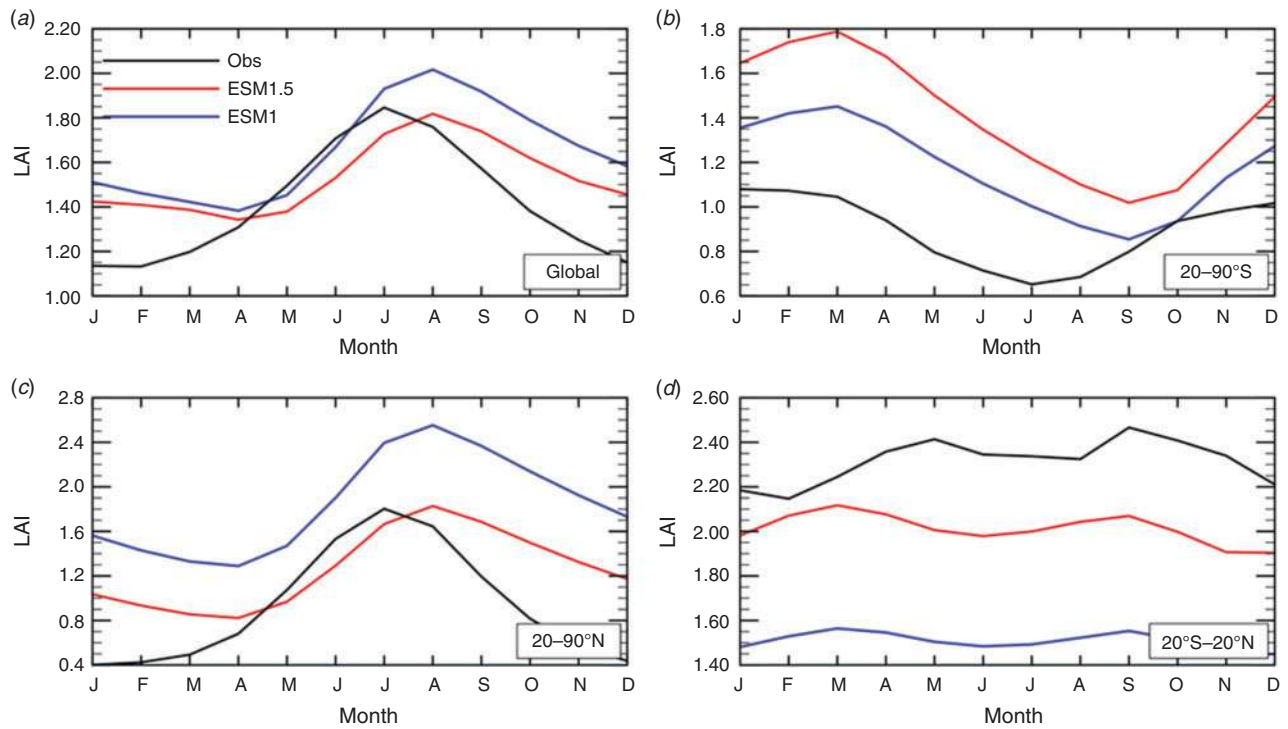 (a)
2.20
2.00
1.80
1.60
1.40
1.20
1.00
LAI
Obs
ESM1.5
ESM1
Global
J F M A M J J A S O N D
Month
(b)
1.8
1.6
1.4
1.2
1.0
0.8
0.6
LAI
20–90°S
J F M A M J J A S O N D
Month
(c)
2.8
2.4
2.0
1.6
1.2
0.8
0.4
LAI
20–90°N
J F M A M J J A S O N D
Month
(d)
2.60
2.40
2.20
2.00
1.80
1.60
1.40
LAI
20°S–20°N
J F M A M J J A S O N D
Month